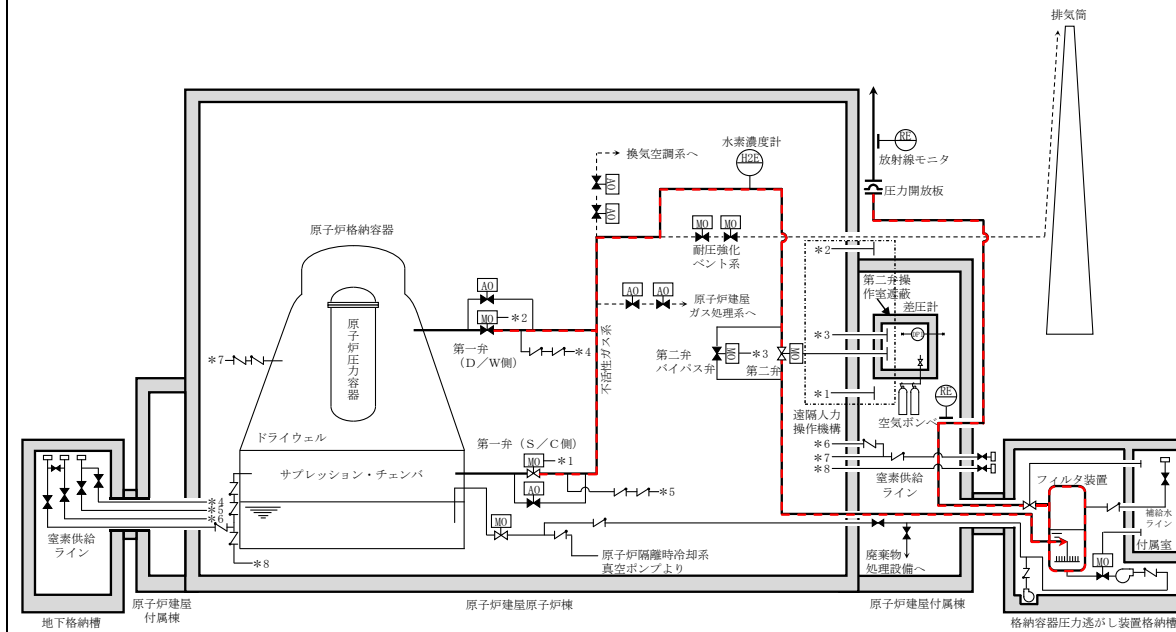 排気筒
RE
放射線モニタ
圧力開放板
水素濃度計
H2E
換気空調系へ
AO
AO
MO
MO
耐圧強化
ベント系
原子炉格納容器
原子炉圧力容器
AO
MO
*2
第一弁
(D/W側)
*4
AO
AO
原子炉建屋
ガス処理系へ
不活性ガス系
*7
ドライウェル
サプレッション・チェンバ
第一弁(S/C側)
MO
*1
AO
*5
MO
原子炉隔離時冷却系
真空ポンプより
第二弁
バイパス弁
MO
*3
第二弁
MO
*2
*3
*1
遠隔人力
操作機構
第二弁操
作室遮蔽
差圧計
空気ボンベ
RE
*6
*7
*8
窒素供給
ライン
廃棄物
処理設備へ
フィルタ装置
補給水
ライン
付属室
MO
*4
*5
*6
*8
窒素供給
ライン
地下格納槽
原子炉建屋
付属棟
原子炉建屋原子炉棟
原子炉建屋付属棟
格納容器圧力逃がし装置格納槽